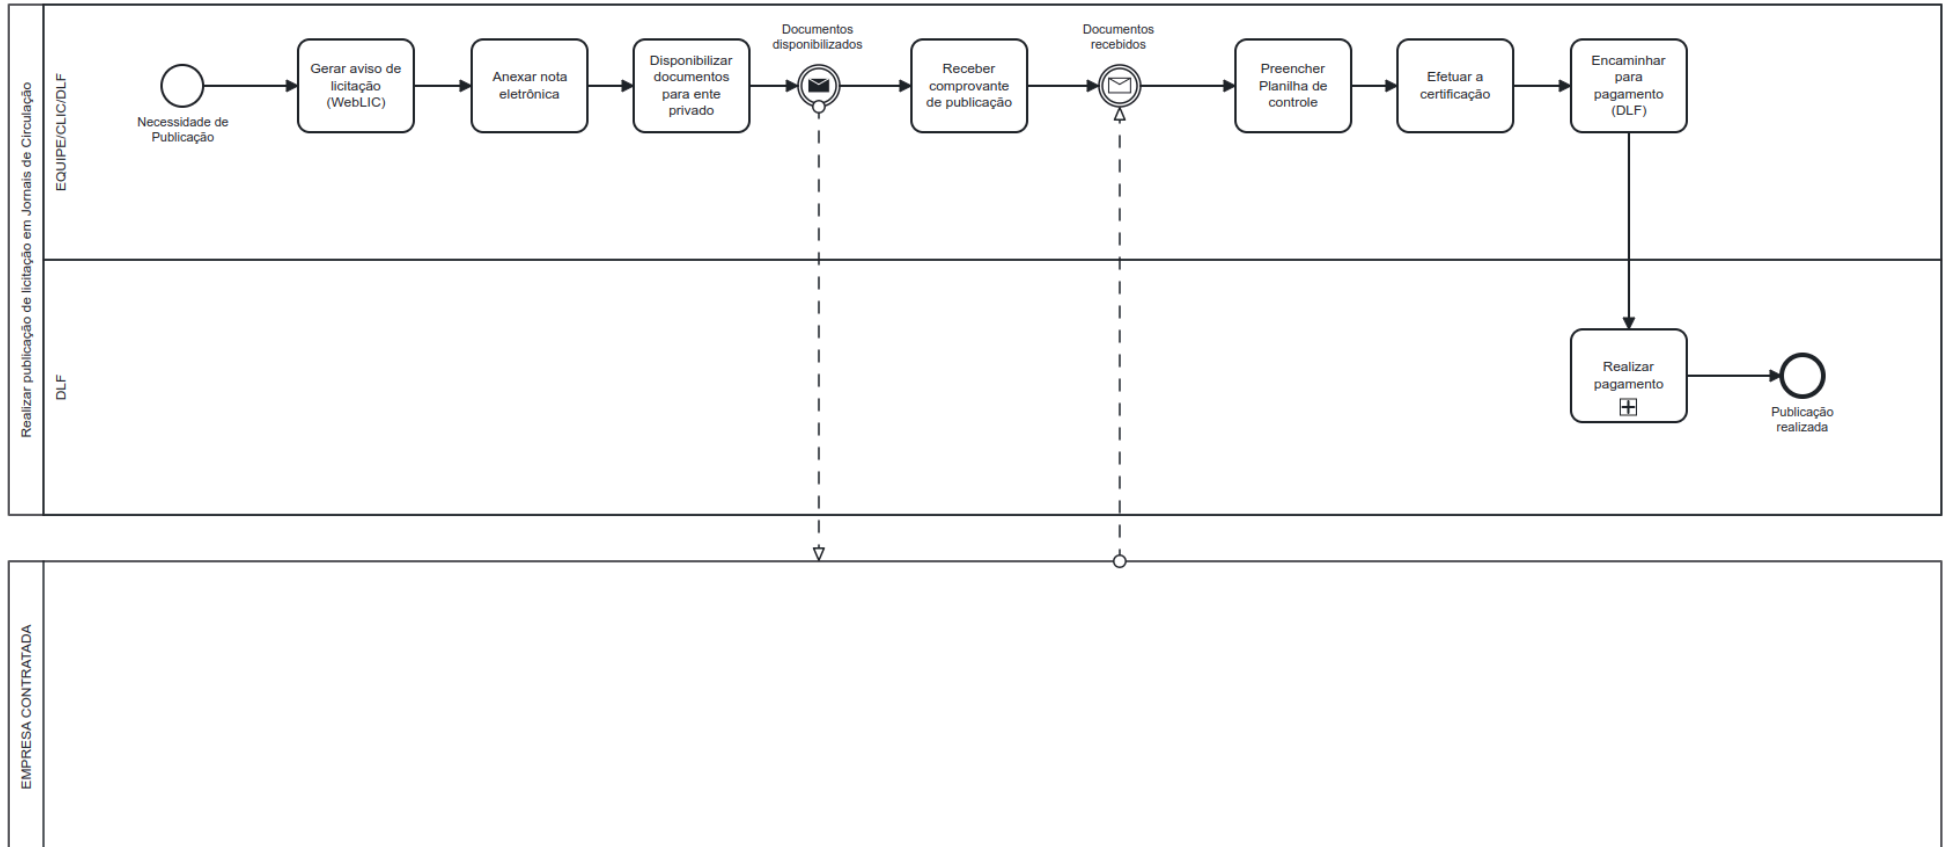 Realizar publicação de licitação em Jornais de Circulação
EQUIPE/CLIC/DLF
Necessidade de
Publicação
Gerar aviso de
licitação
(WebLIC)
Anexar nota
eletrônica
Disponibilizar
documentos
para ente
privado
Documentos
disponibilizados
Receber
comprovante
de publicação
Documentos
recebidos
Preencher
Planilha de
controle
Efetuar a
certificação
Encaminhar
para
pagamento
(DLF)
DLF
Realizar
pagamento
Publicação
realizada
EMPRESA CONTRATADA